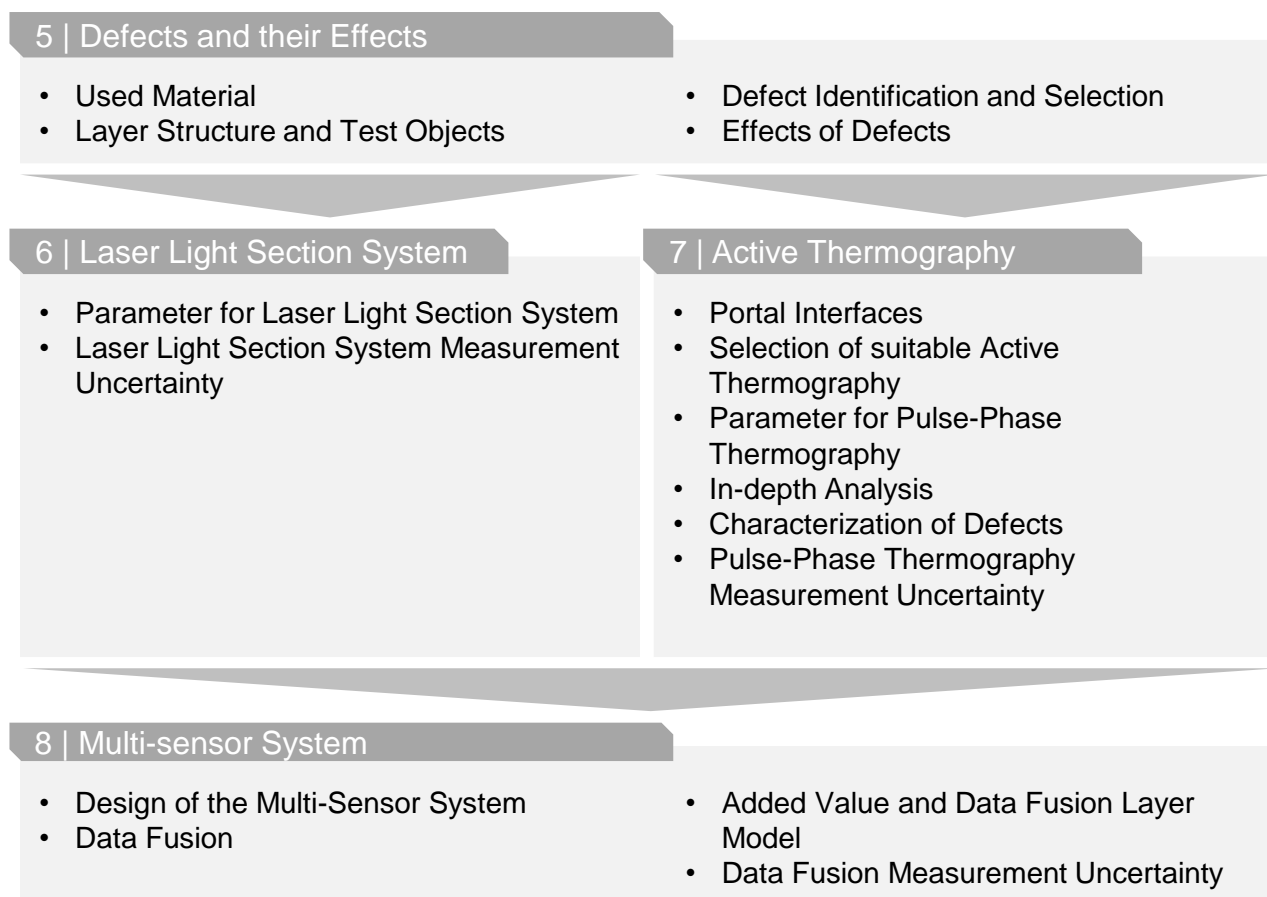 5 | Defects and their Effects
• Used Material
• Layer Structure and Test Objects
• Defect Identification and Selection
• Effects of Defects
6 | Laser Light Section System
• Parameter for Laser Light Section System
• Laser Light Section System Measurement
Uncertainty
7 | Active Thermography
• Portal Interfaces
• Selection of suitable Active
Thermography
• Parameter for Pulse-Phase
Thermography
• In-depth Analysis
• Characterization of Defects
• Pulse-Phase Thermography
Measurement Uncertainty
8 | Multi-sensor System
• Design of the Multi-Sensor System
• Data Fusion
• Added Value and Data Fusion Layer
Model
• Data Fusion Measurement Uncertainty